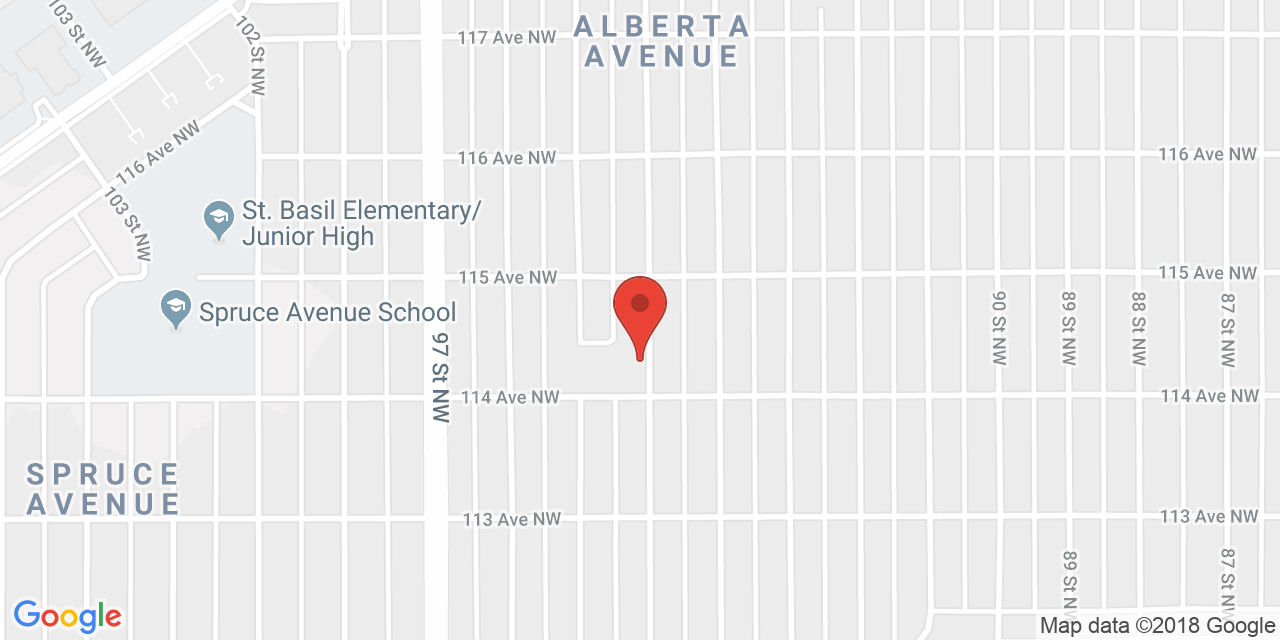 103 St NW
102 St NW
117 Ave NW
ALBERTA
AVENUE
116 Ave NW
116 Ave NW
116 Ave NW
103 St NW
St. Basil Elementary/
Junior High
115 Ave NW
115 Ave NW
Spruce Avenue School
97 St NW
90 St NW
89 St NW
88 St NW
87 St NW
114 Ave NW
114 Ave NW
SPRUCE
AVENUE
113 Ave NW
113 Ave NW
89 St NW
87 St NW
Google
Map data ©2018 Google